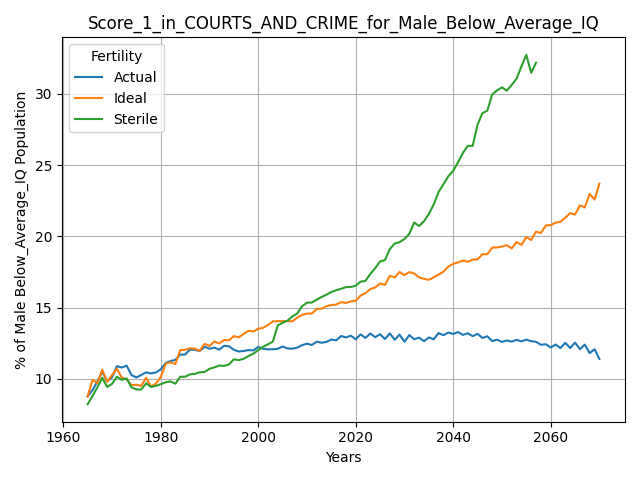 Score_1_in_COURTS_AND_CRIME_for_Male_Below_Average_IQ
Fertility
Actual
Ideal
Sterile
% of Male Below_Average_IQ Population
30
25
20
15
10
1960
1980
2000
2020
2040
2060
Years